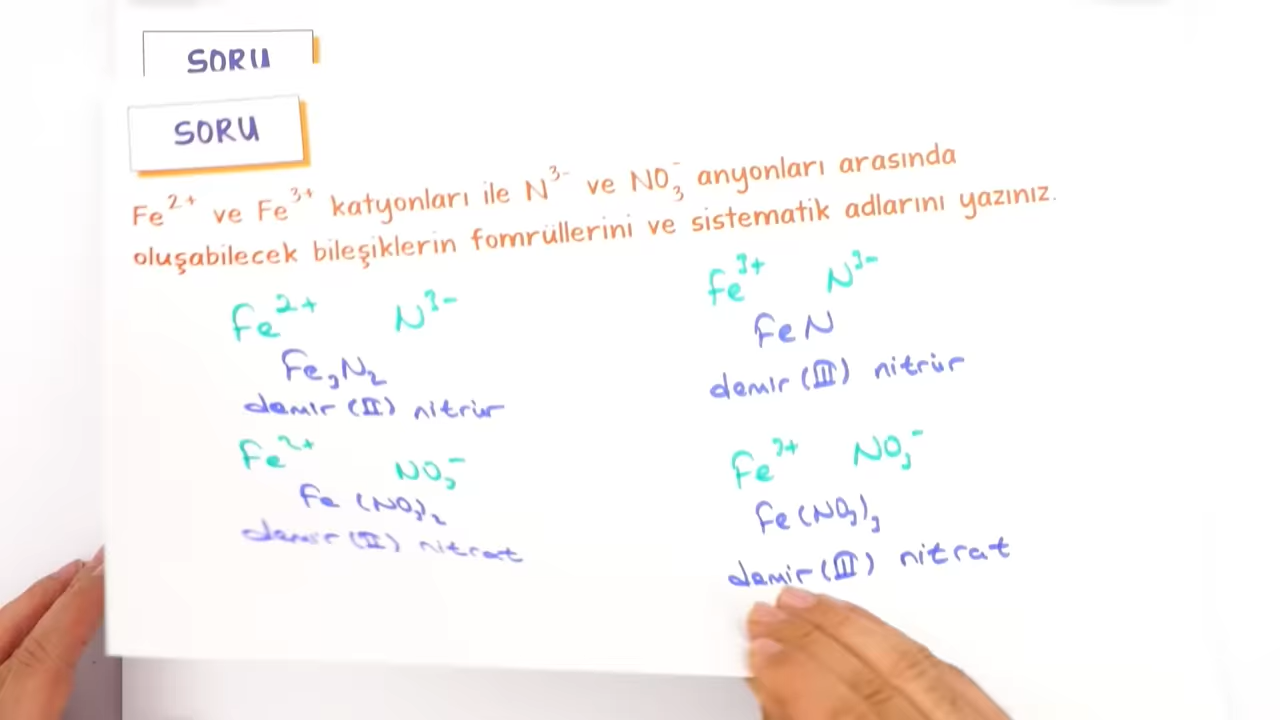 SORU
SORU
Fe²⁺ ve Fe³⁺ katyonları ile N³⁻ ve NO₃⁻ anyonları arasında
oluşabilecek bileşiklerin fomrüllerini ve sistematik adlarını yazınız.
Fe²⁺ N³⁻
Fe₃N₂
demir (II) nitrür
Fe²⁺ NO₃⁻
Fe (NO₃)₂
demir (II) nitrat
Fe³⁺ N³⁻
FeN
demir (III) nitrür
Fe³⁺ NO₃⁻
Fe(NO₃)₃
demir (III) nitrat